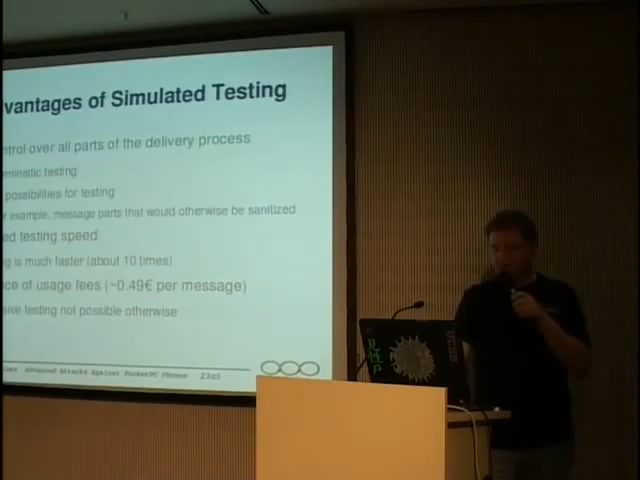 vantages of Simulated Testing
ntrol over all parts of the delivery process
ministic testing
possibilities for testing
r example, message parts that would otherwise be sanitized
ed testing speed
g is much faster (about 10 times)
ce of usage fees (~0.49€ per message)
sive testing not possible otherwise
Advanced Attacks Against PocketPC Phones